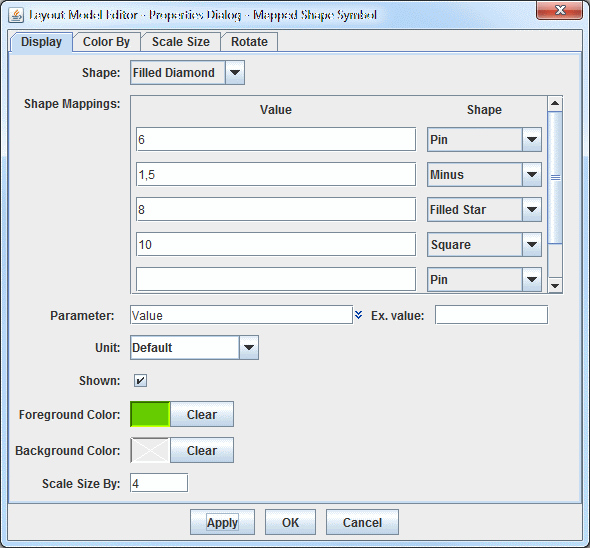 Layout Model Editor - Properties Dialog - Mapped Shape Symbol
Display Color By Scale Size Rotate
Shape: Filled Diamond
Shape Mappings:
Value Shape
6 Pin
1,5 Minus
8 Filled Star
10 Square
Pin
Parameter: Value Ex. value:
Unit: Default
Shown:
Foreground Color: Clear
Background Color: Clear
Scale Size By: 4
Apply OK Cancel